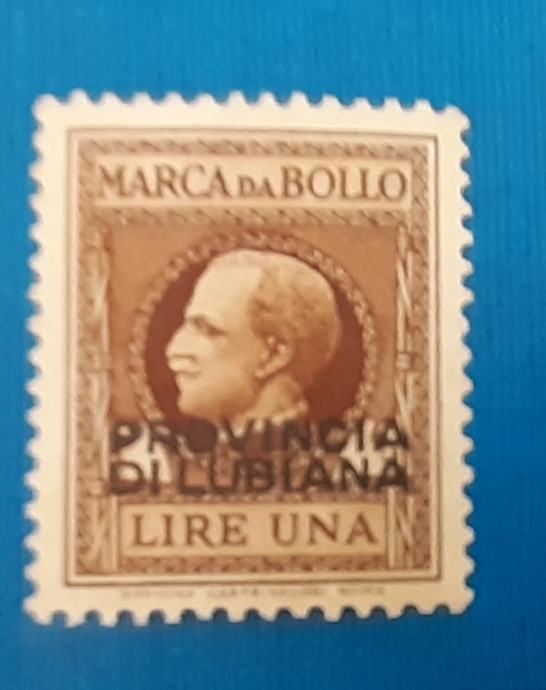 MARCA DA BOLLO
PROVINCIA
DI LUBIANA
LIRE UNA